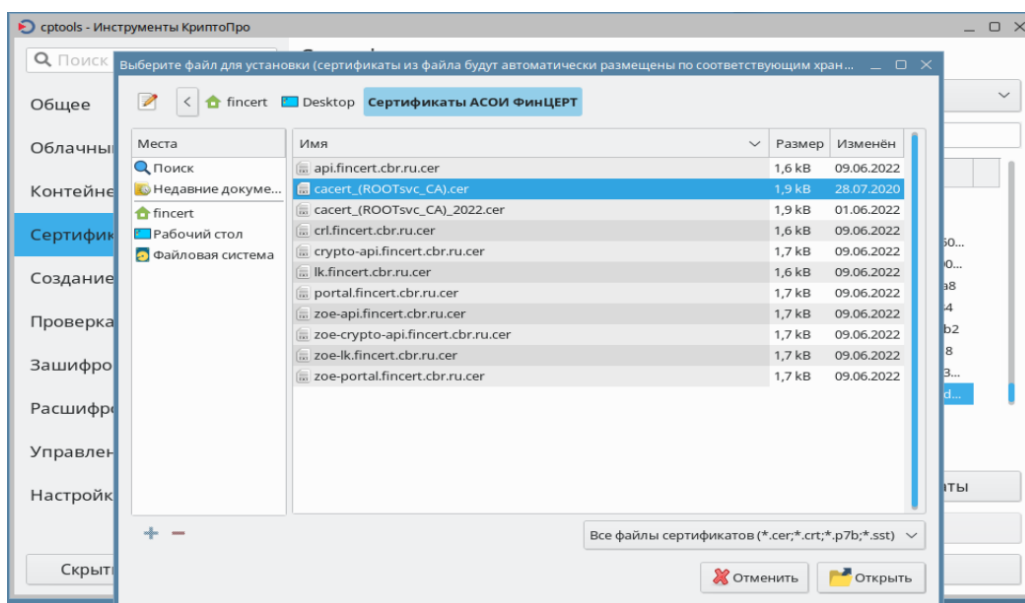 cptools - Инструменты КриптоПро
Поиск
Выберите файл для установки (сертификаты из файла будут автоматически размещены по соответствующим хран...
Общее
fincert Desktop Сертификаты АСОИ ФинЦЕРТ
Места
Имя Размер Изменён
Поиск
api.fincert.cbr.ru.cer 1,6 kB 09.06.2022
Недавние докуме...
cacert_(ROOTsvc_CA).cer 1,9 kB 28.07.2020
fincert
cacert_(ROOTsvc_CA)_2022.cer 1,9 kB 01.06.2022
Рабочий стол
crl.fincert.cbr.ru.cer 1,6 kB 09.06.2022
Файловая система
crypto-api.fincert.cbr.ru.cer 1,7 kB 09.06.2022
lk.fincert.cbr.ru.cer 1,6 kB 09.06.2022
portal.fincert.cbr.ru.cer 1,7 kB 09.06.2022
zoe-api.fincert.cbr.ru.cer 1,7 kB 09.06.2022
zoe-crypto-api.fincert.cbr.ru.cer 1,7 kB 09.06.2022
zoe-lk.fincert.cbr.ru.cer 1,7 kB 09.06.2022
zoe-portal.fincert.cbr.ru.cer 1,7 kB 09.06.2022
Облачны
Контейне
Сертифик
Создание
Проверка
Зашифро
Расшифр
Управлен
Настройк
Скрыт
Все файлы сертификатов (*.cer;*.crt;*.p7b;*.sst)
Отменить Открыть